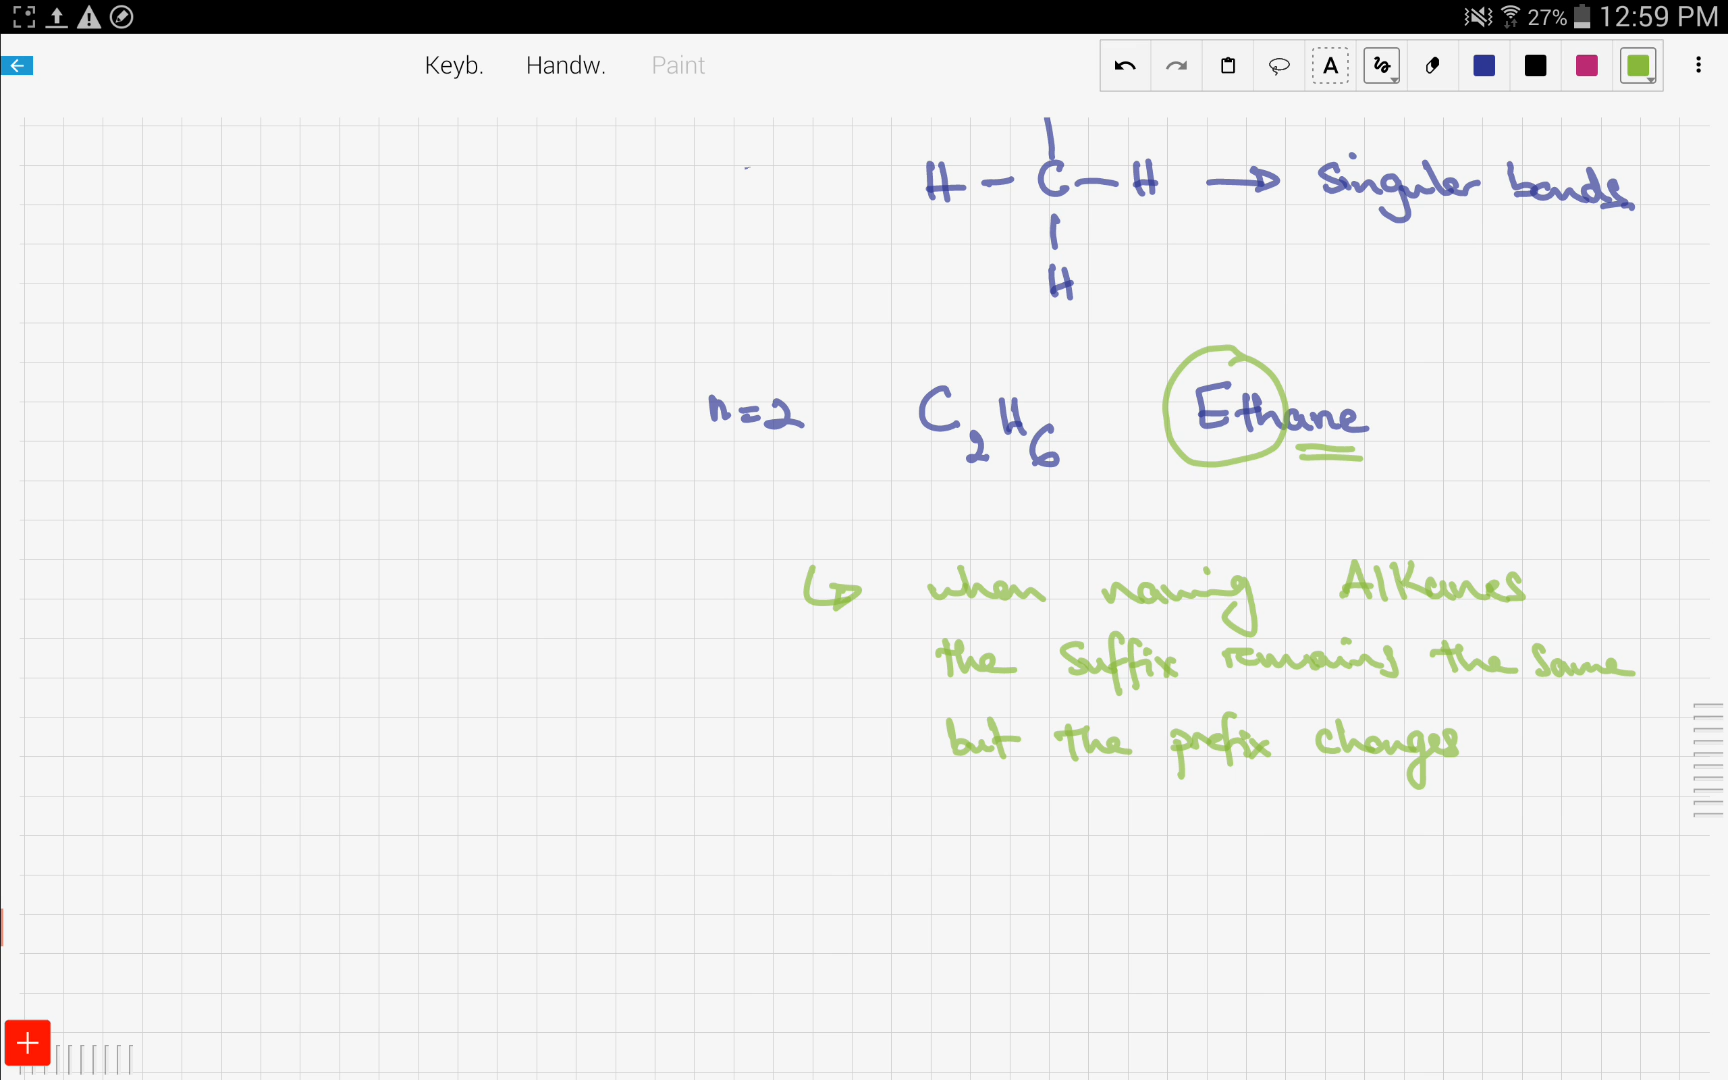 27% 12:59 PM
Keyb. Handw. Paint A
H - C - H → Singular bonds
H
n=2 C2H6 Ethane
↳ when naming Alkanes
the suffix remains the same
but the prefix changes